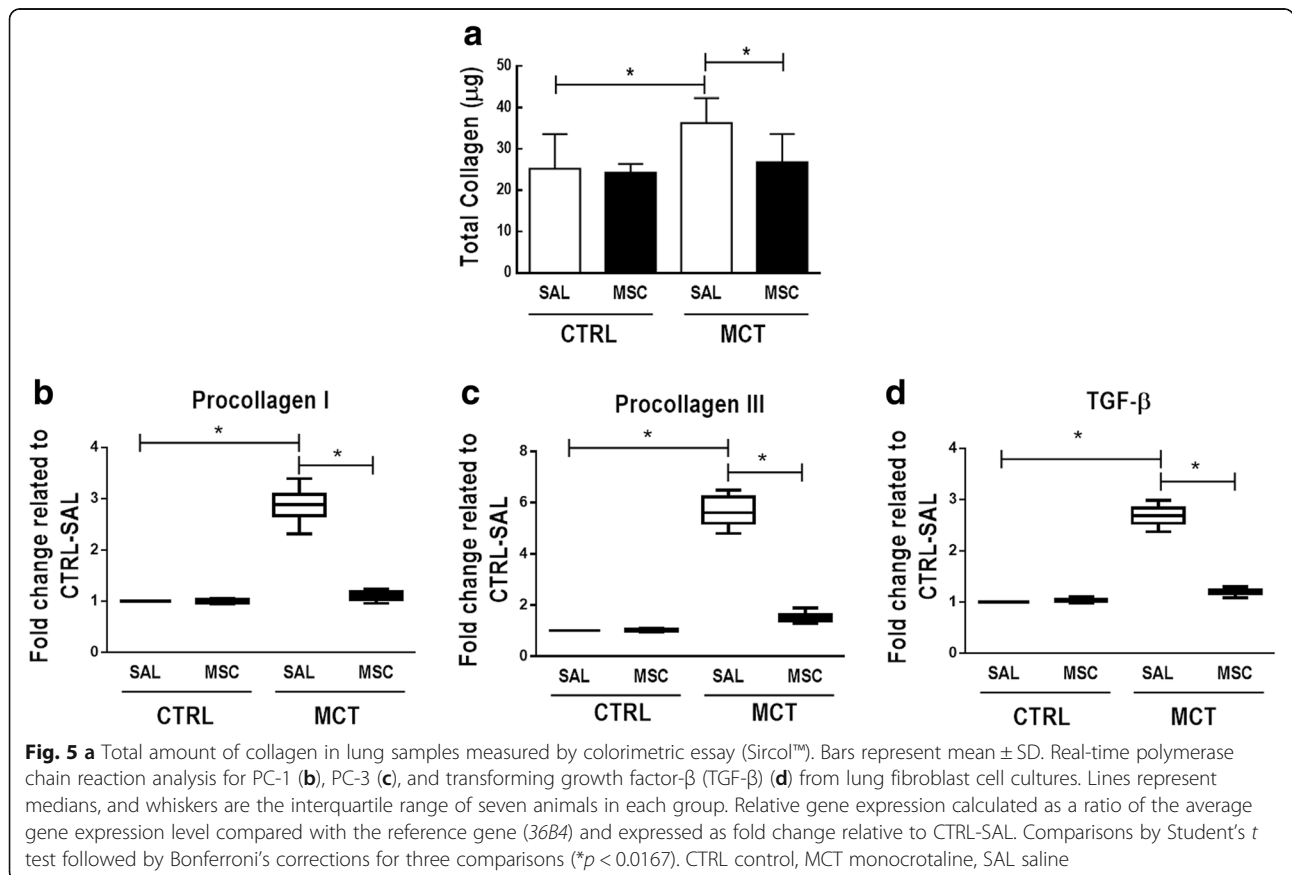 a
* *
Total Collagen (µg)
50
40
30
20
10
0
SAL MSC SAL MSC
CTRL MCT
b
Procollagen I
* *
Fold change related to
CTRL-SAL
4
3
2
1
0
SAL MSC SAL MSC
CTRL MCT
c
Procollagen III
* *
Fold change related to
CTRL-SAL
8
6
4
2
0
SAL MSC SAL MSC
CTRL MCT
d
TGF-β
* *
Fold change related to
CTRL-SAL
4
3
2
1
0
SAL MSC SAL MSC
CTRL MCT
Fig. 5 a Total amount of collagen in lung samples measured by colorimetric essay (Sircol™). Bars represent mean ± SD. Real-time polymerase
chain reaction analysis for PC-1 (b), PC-3 (c), and transforming growth factor-β (TGF-β) (d) from lung fibroblast cell cultures. Lines represent
medians, and whiskers are the interquartile range of seven animals in each group. Relative gene expression calculated as a ratio of the average
gene expression level compared with the reference gene (36B4) and expressed as fold change relative to CTRL-SAL. Comparisons by Student's t
test followed by Bonferroni's corrections for three comparisons (*p < 0.0167). CTRL control, MCT monocrotaline, SAL saline